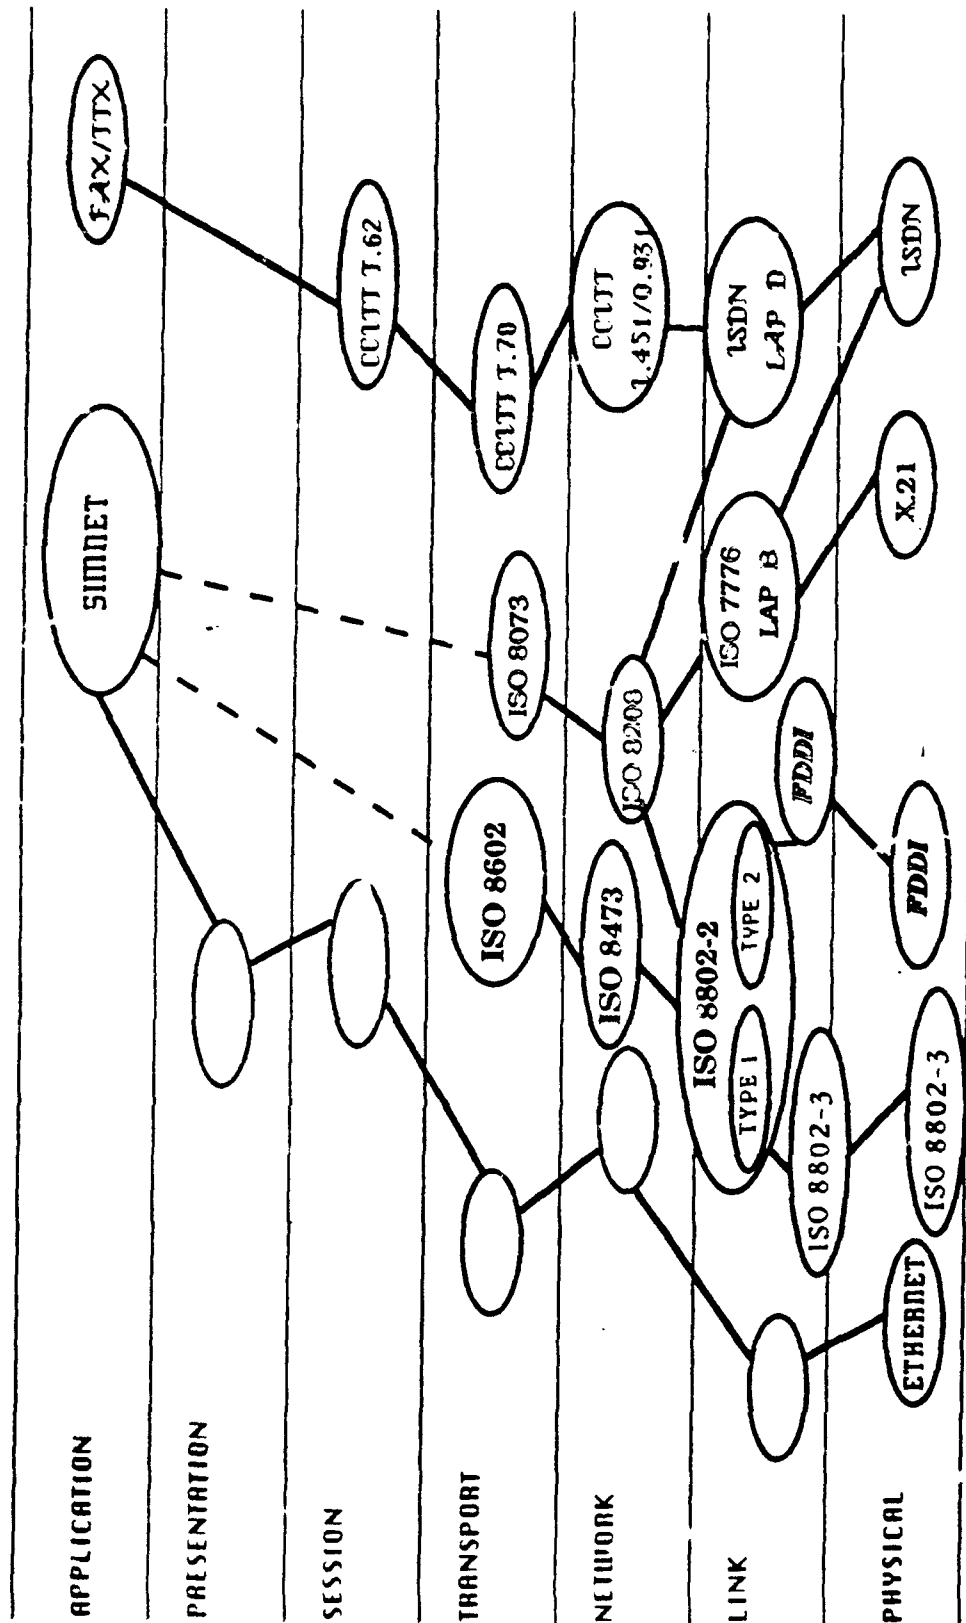 APPLICATION
SIMNET
FAX/TTX
PRESENTATION
SESSION
CCITT T.62
TRANSPORT
ISO 8602
ISO 8073
CCITT T.70
NETWORK
ISO 8473
ISO 8208
CCITT
I.451/Q.931
LINK
ISO 8802-2
TYPE 1
TYPE 2
ISO 8802-3
FDDI
ISO 7776
LAP B
ISDN
LAP D
PHYSICAL
ETHERNET
ISO 8802-3
FDDI
X.21
ISDN